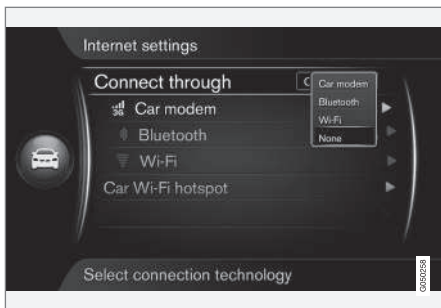 Internet settings
Connect through
Car modem
Bluetooth
Wi-Fi
None
3G Car modem
Bluetooth
Wi-Fi
Car Wi-Fi hotspot
Select connection technology
G050258